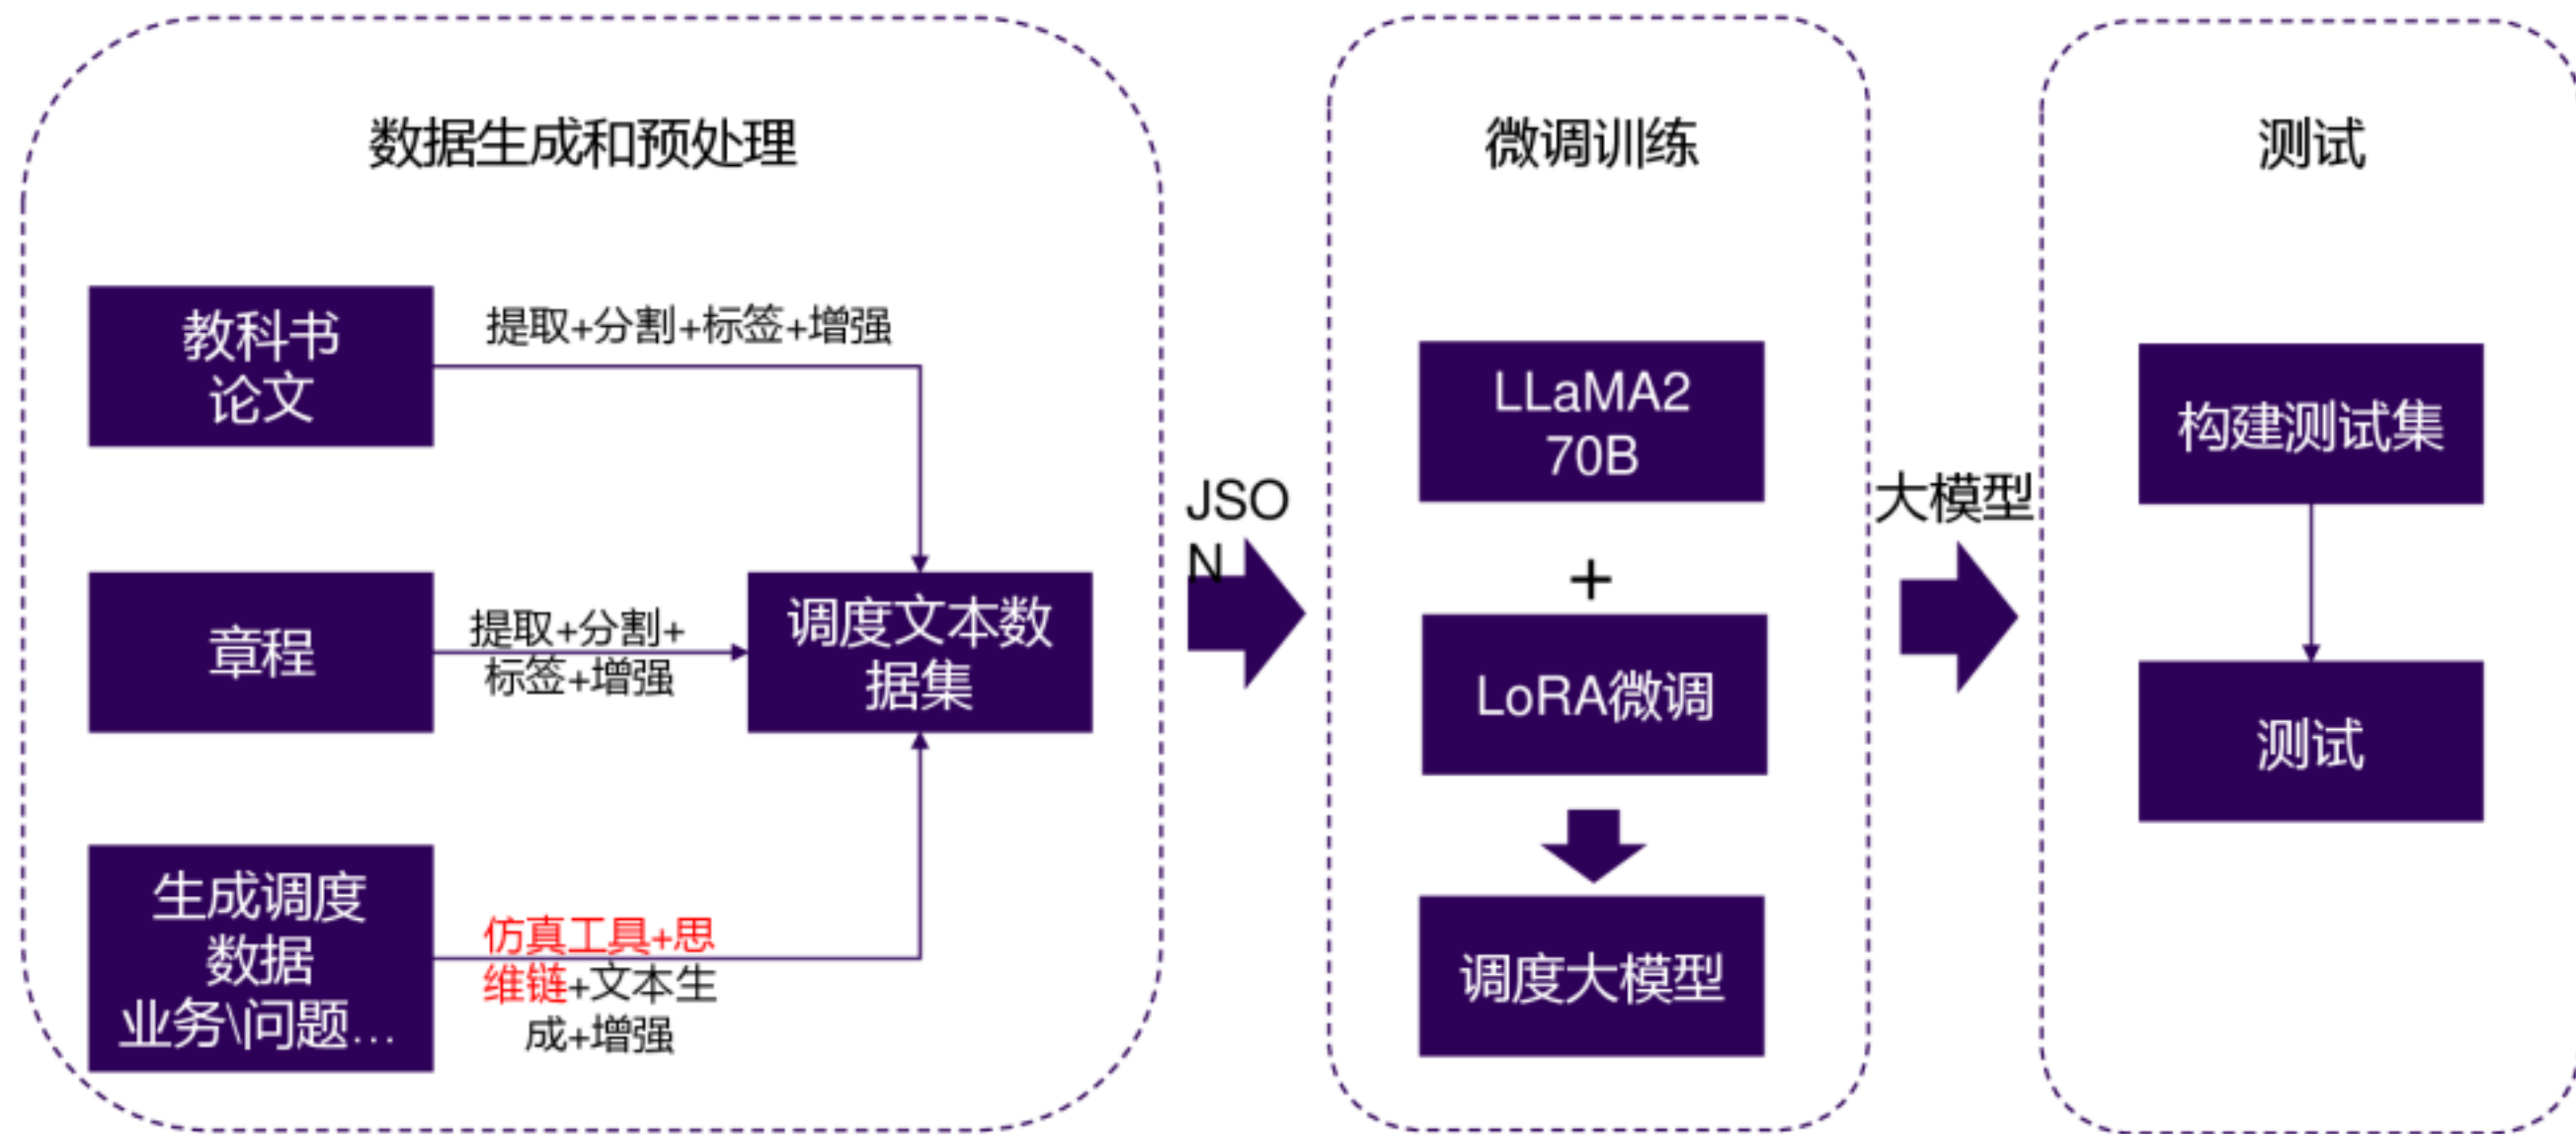 数据生成和预处理
教科书
论文
提取+分割+标签+增强
章程
提取+分割+
标签+增强
调度文本数
据集
生成调度
数据
业务\问题…
仿真工具+思
维链+文本生
成+增强
JSO
N
微调训练
LLaMA2
70B
+
LoRA微调
调度大模型
大模型
测试
构建测试集
测试